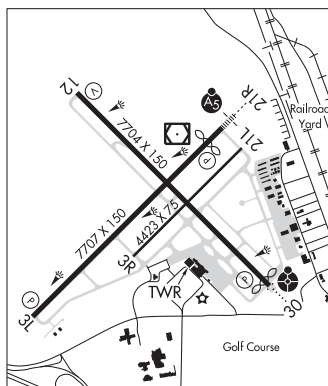 12
V
A5
21R
Railroad
Yard
7704 X 150
P
21L
7707 X 150
4423 X 75
3R
P
3L
TWR
P
30
Golf Course